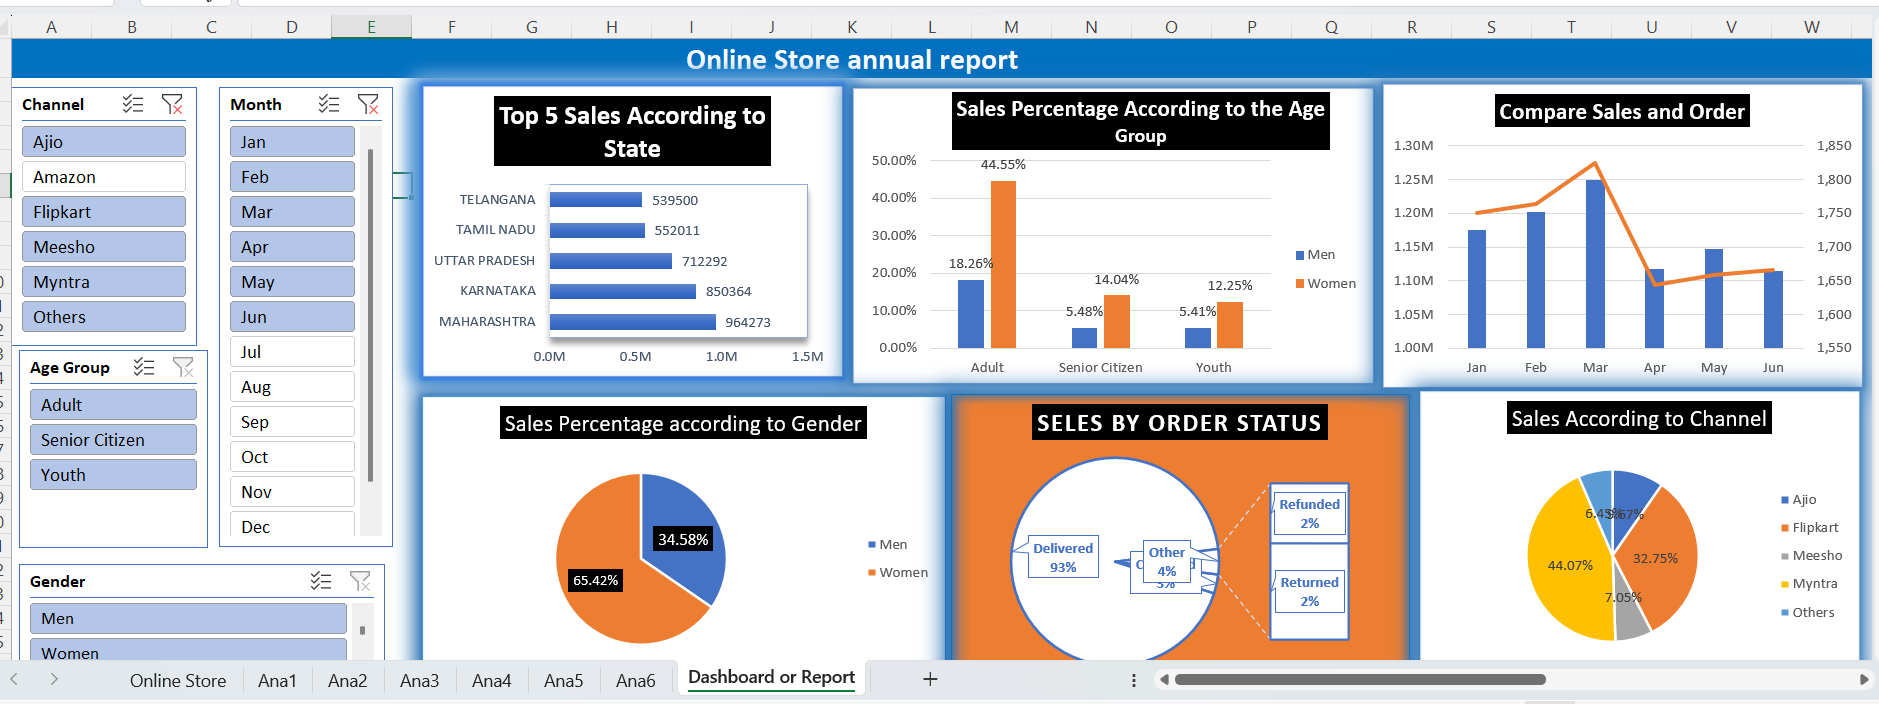 A B C D E F G H I J K L M N O P Q R S T U V W
Online Store annual report
Channel
Ajio
Amazon
Flipkart
Meesho
Myntra
Others
Month
Jan
Feb
Mar
Apr
May
Jun
Jul
Aug
Sep
Oct
Nov
Dec
Age Group
Adult
Senior Citizen
Youth
Gender
Men
Women
Top 5 Sales According to
State
TELANGANA 539500
TAMIL NADU 552011
UTTAR PRADESH 712292
KARNATAKA 850364
MAHARASHTRA 964273
0.0M 0.5M 1.0M 1.5M
Sales Percentage According to the Age
Group
50.00%
40.00%
30.00%
20.00%
10.00%
0.00%
18.26% 44.55%
5.48% 14.04%
5.41% 12.25%
Adult Senior Citizen Youth
Men
Women
Compare Sales and Order
1.30M 1,850
1.25M 1,800
1.20M 1,750
1.15M 1,700
1.10M 1,650
1.05M 1,600
1.00M 1,550
Jan Feb Mar Apr May Jun
Sales Percentage according to Gender
34.58%
65.42%
Men
Women
SELES BY ORDER STATUS
Delivered
93%
Other
4%
3%
Refunded
2%
Returned
2%
Sales According to Channel
6.45% 9.67%
32.75%
44.07%
7.05%
Ajio
Flipkart
Meesho
Myntra
Others
Online Store Ana1 Ana2 Ana3 Ana4 Ana5 Ana6 Dashboard or Report